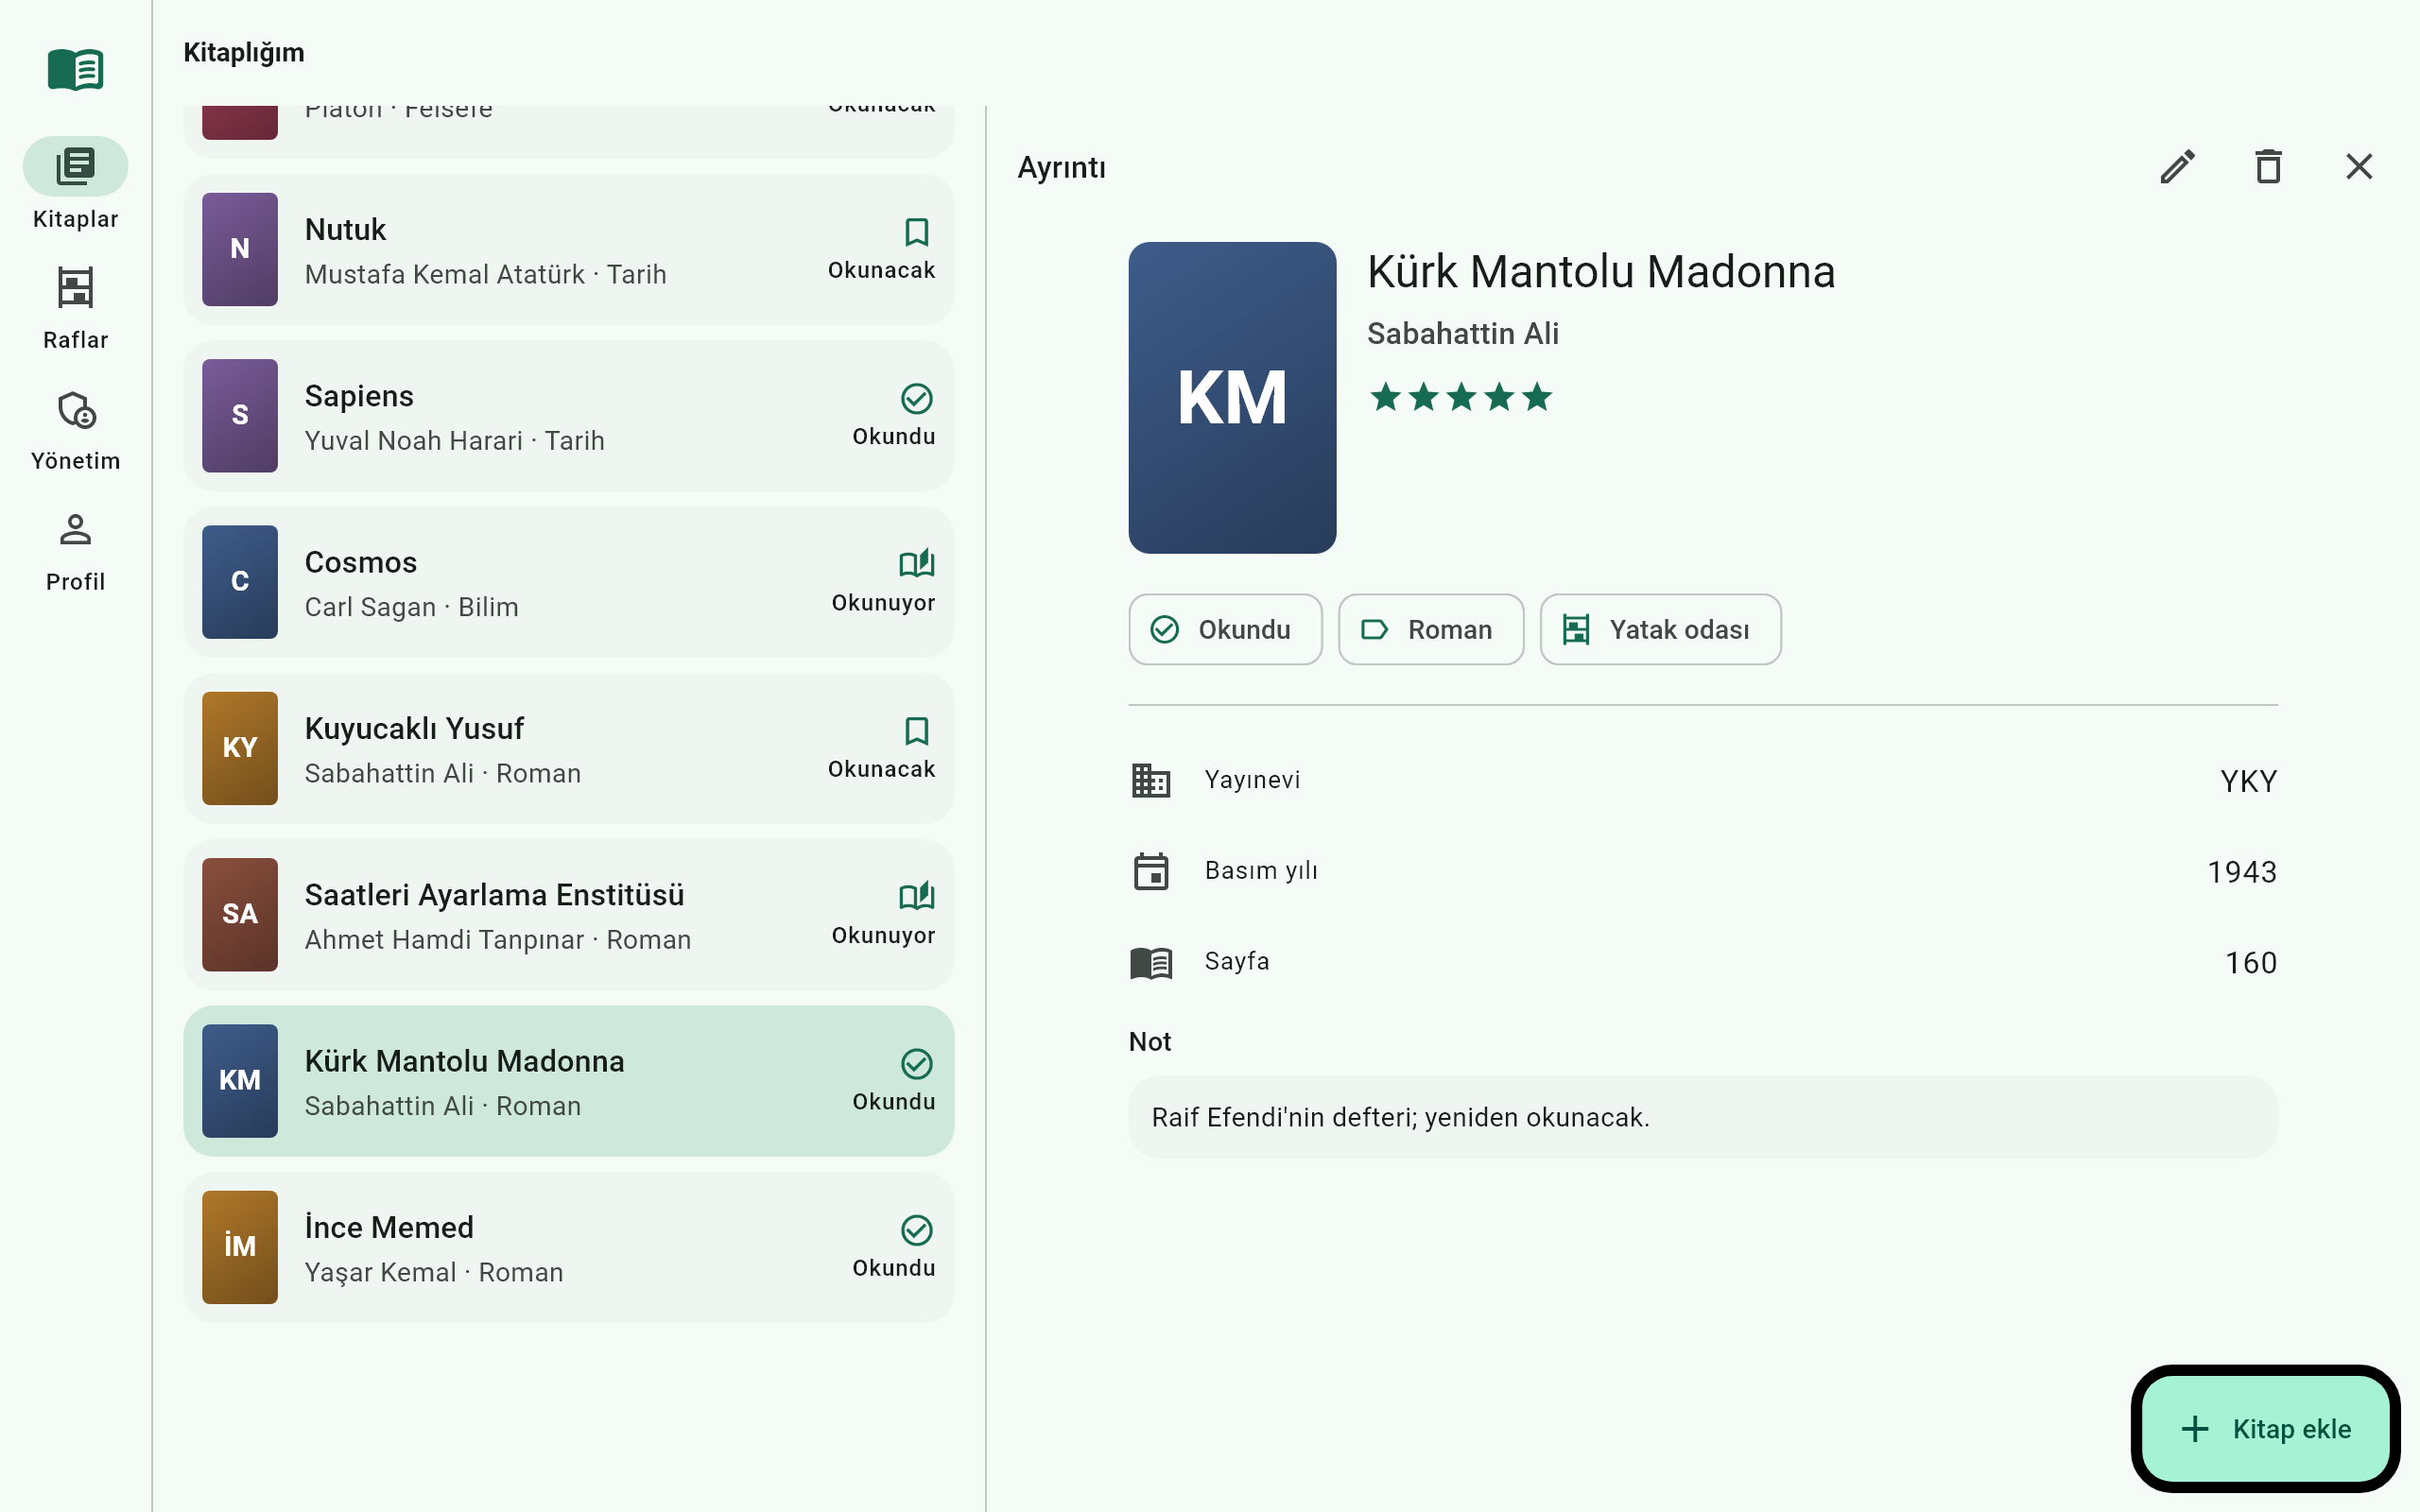 Kitaplığım
Kitaplar
Raflar
Yönetim
Profil
Platon · Felsefe
Okunacak
N
Nutuk
Mustafa Kemal Atatürk · Tarih
Okunacak
S
Sapiens
Yuval Noah Harari · Tarih
Okundu
C
Cosmos
Carl Sagan · Bilim
Okunuyor
KY
Kuyucaklı Yusuf
Sabahattin Ali · Roman
Okunacak
SA
Saatleri Ayarlama Enstitüsü
Ahmet Hamdi Tanpınar · Roman
Okunuyor
KM
Kürk Mantolu Madonna
Sabahattin Ali · Roman
Okundu
İM
İnce Memed
Yaşar Kemal · Roman
Okundu
Ayrıntı
KM
Kürk Mantolu Madonna
Sabahattin Ali
Okundu
Roman
Yatak odası
Yayınevi YKY
Basım yılı 1943
Sayfa 160
Not
Raif Efendi'nin defteri; yeniden okunacak.
Kitap ekle